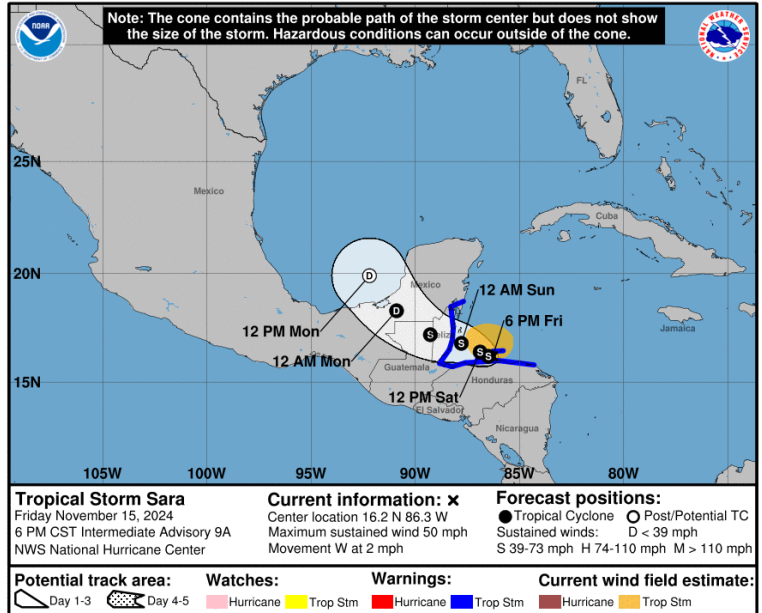 Note: The cone contains the probable path of the storm center but does not show
the size of the storm. Hazardous conditions can occur outside of the cone.
NOAA
NATIONAL WEATHER SERVICE
FL
25N
Mexico
Cuba
20N
Mexico
12 AM Sun
D
6 PM Fri
D
Jamaica
12 PM Mon
S
Beliz
S
12 AM Mon
S
S
Guatemala
15N
Honduras
12 PM Sat
El Salvador
Nicaragua
105W
100W
95W
90W
85W
80W
Tropical Storm Sara
Friday November 15, 2024
6 PM CST Intermediate Advisory 9A
NWS National Hurricane Center
Current information: x
Center location 16.2 N 86.3 W
Maximum sustained wind 50 mph
Movement W at 2 mph
Forecast positions:
Tropical Cyclone
Post/Potential TC
Sustained winds: D < 39 mph
S 39-73 mph H 74-110 mph M > 110 mph
Potential track area:
Day 1-3
Day 4-5
Watches:
Hurricane
Trop Stm
Warnings:
Hurricane
Trop Stm
Current wind field estimate:
Hurricane
Trop Stm